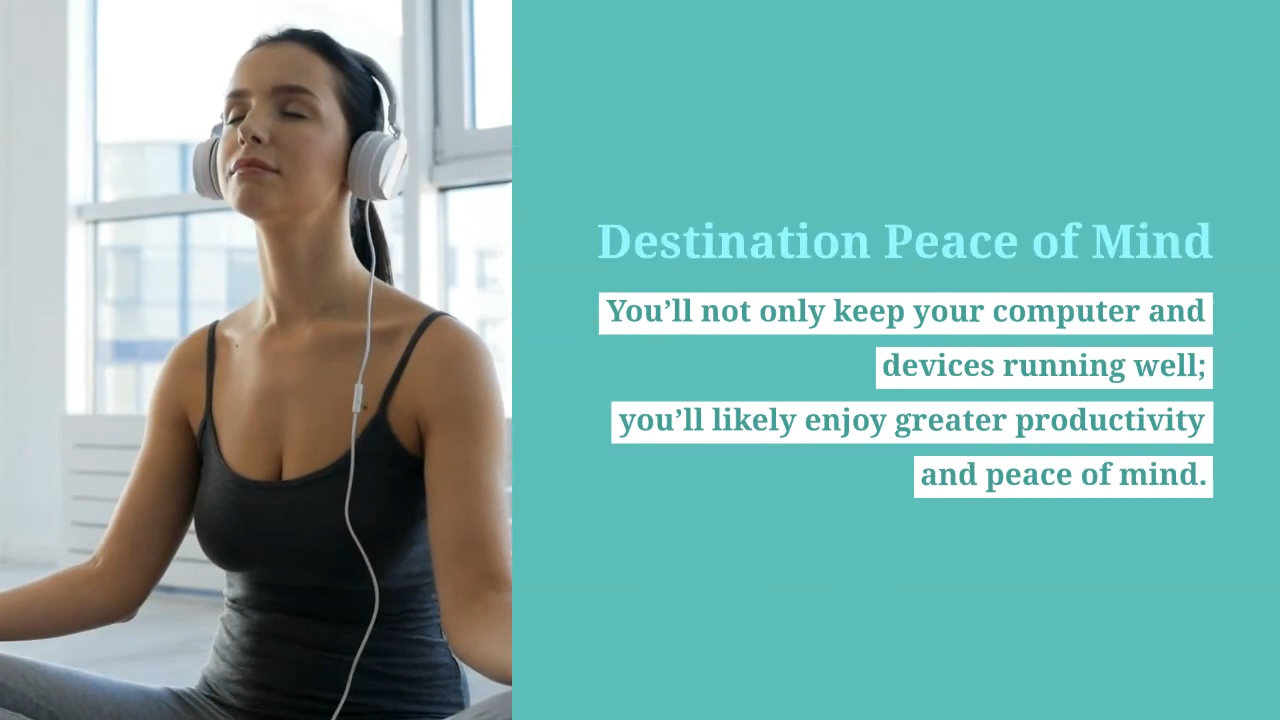 Destination Peace of Mind
You’ll not only keep your computer and
devices running well;
you’ll likely enjoy greater productivity
and peace of mind.